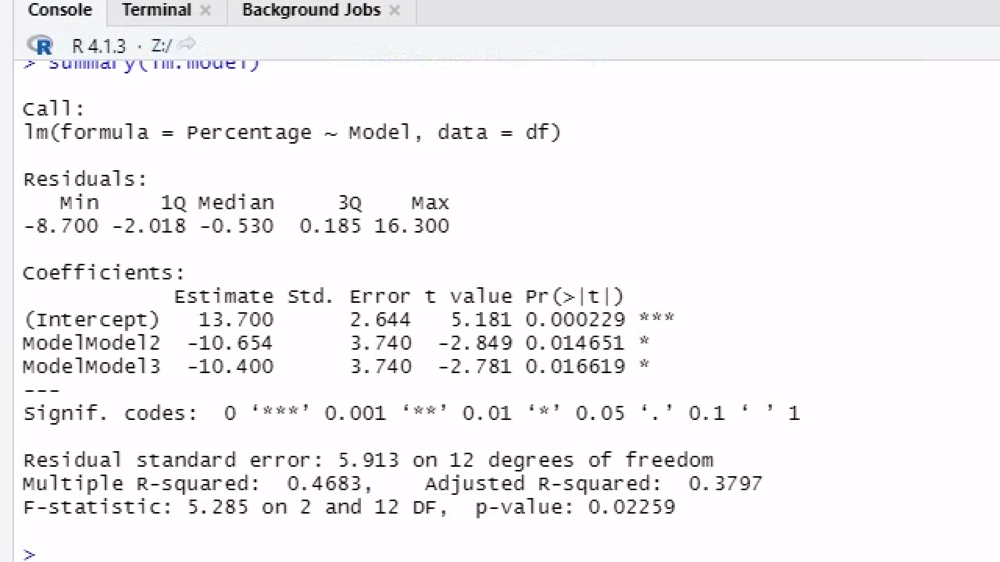 Console Terminal Background Jobs
R R 4.1.3 · Z:/
> summary(lm.model)
Call:
lm(formula = Percentage ~ Model, data = df)
Residuals:
Min 1Q Median 3Q Max
-8.700 -2.018 -0.530 0.185 16.300
Coefficients:
Estimate Std. Error t value Pr(>|t|)
(Intercept) 13.700 2.644 5.181 0.000229 ***
ModelModel2 -10.654 3.740 -2.849 0.014651 *
ModelModel3 -10.400 3.740 -2.781 0.016619 *
---
Signif. codes: 0 ‘***’ 0.001 ‘**’ 0.01 ‘*’ 0.05 ‘.’ 0.1 ‘ ’ 1
Residual standard error: 5.913 on 12 degrees of freedom
Multiple R-squared: 0.4683, Adjusted R-squared: 0.3797
F-statistic: 5.285 on 2 and 12 DF, p-value: 0.02259
>